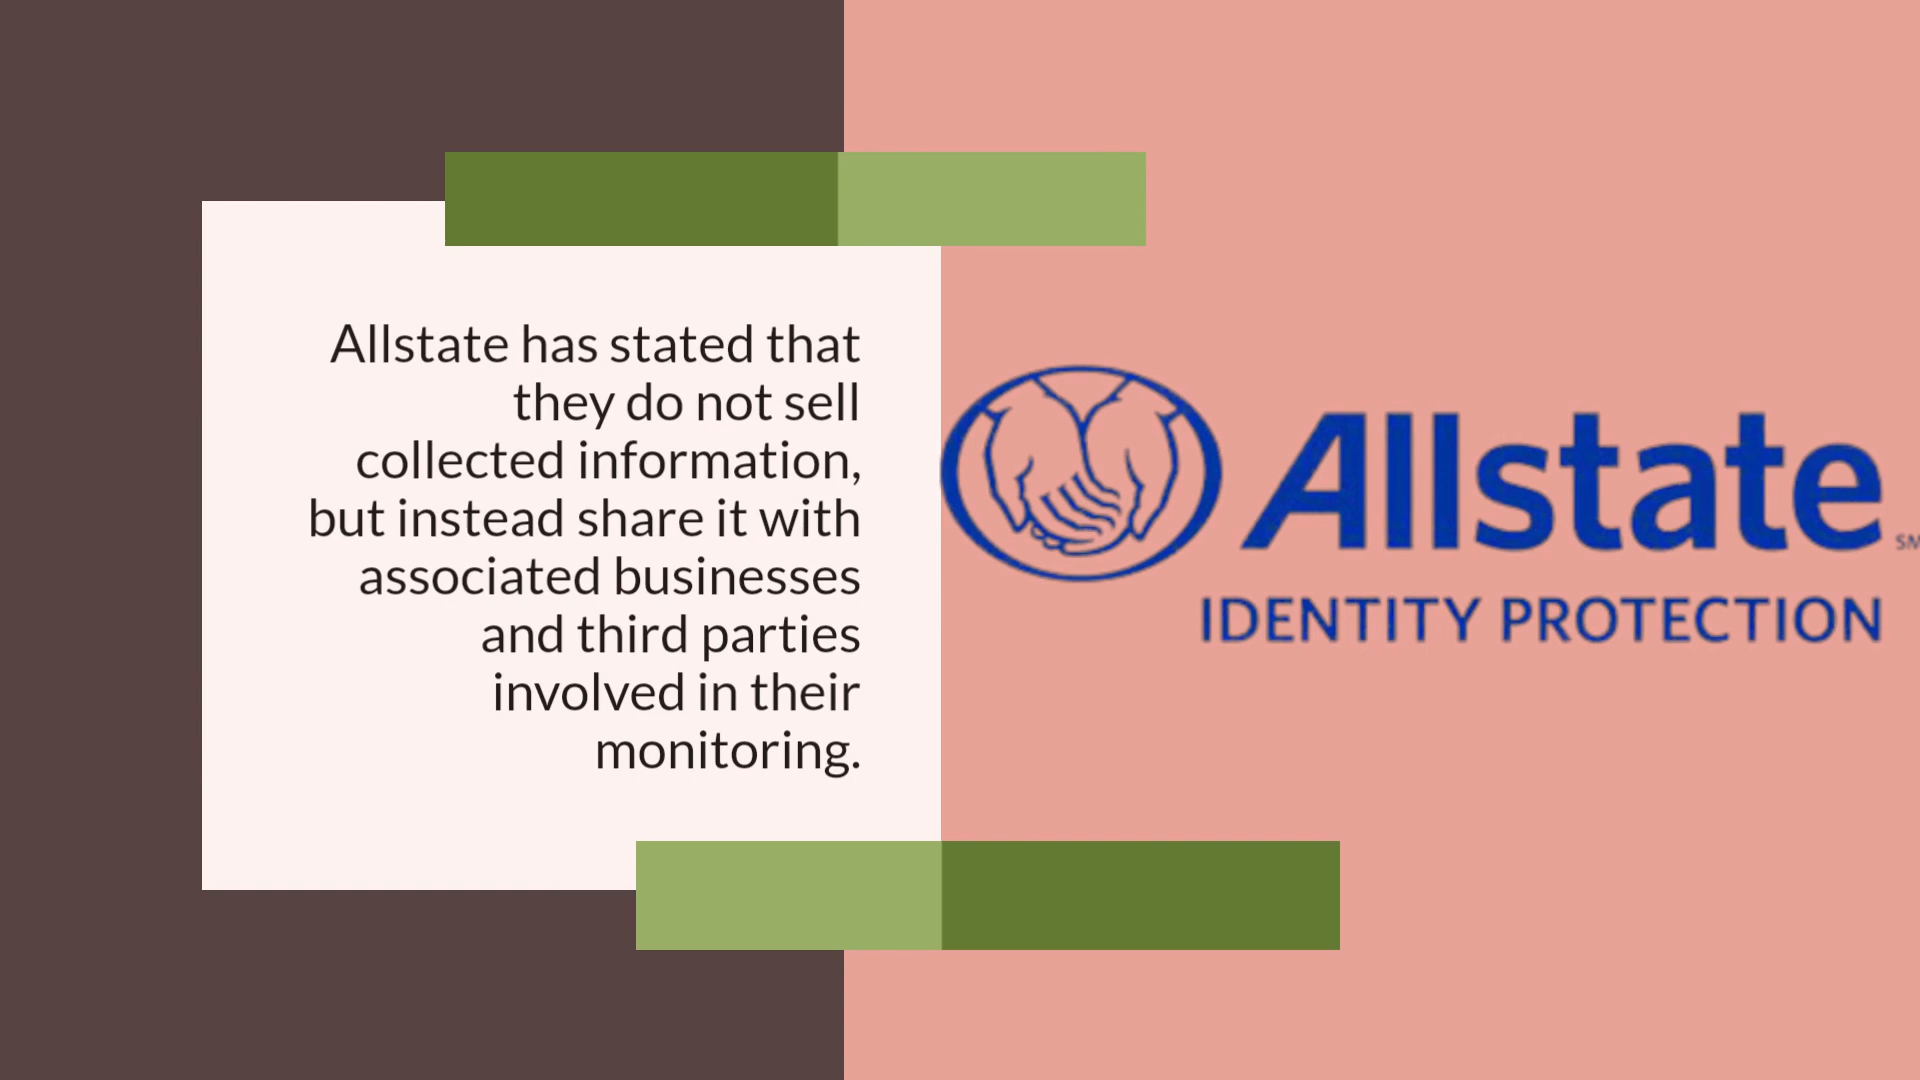 Allstate has stated that
they do not sell
collected information,
but instead share it with
associated businesses
and third parties
involved in their
monitoring.
Allstate
SM
IDENTITY PROTECTION